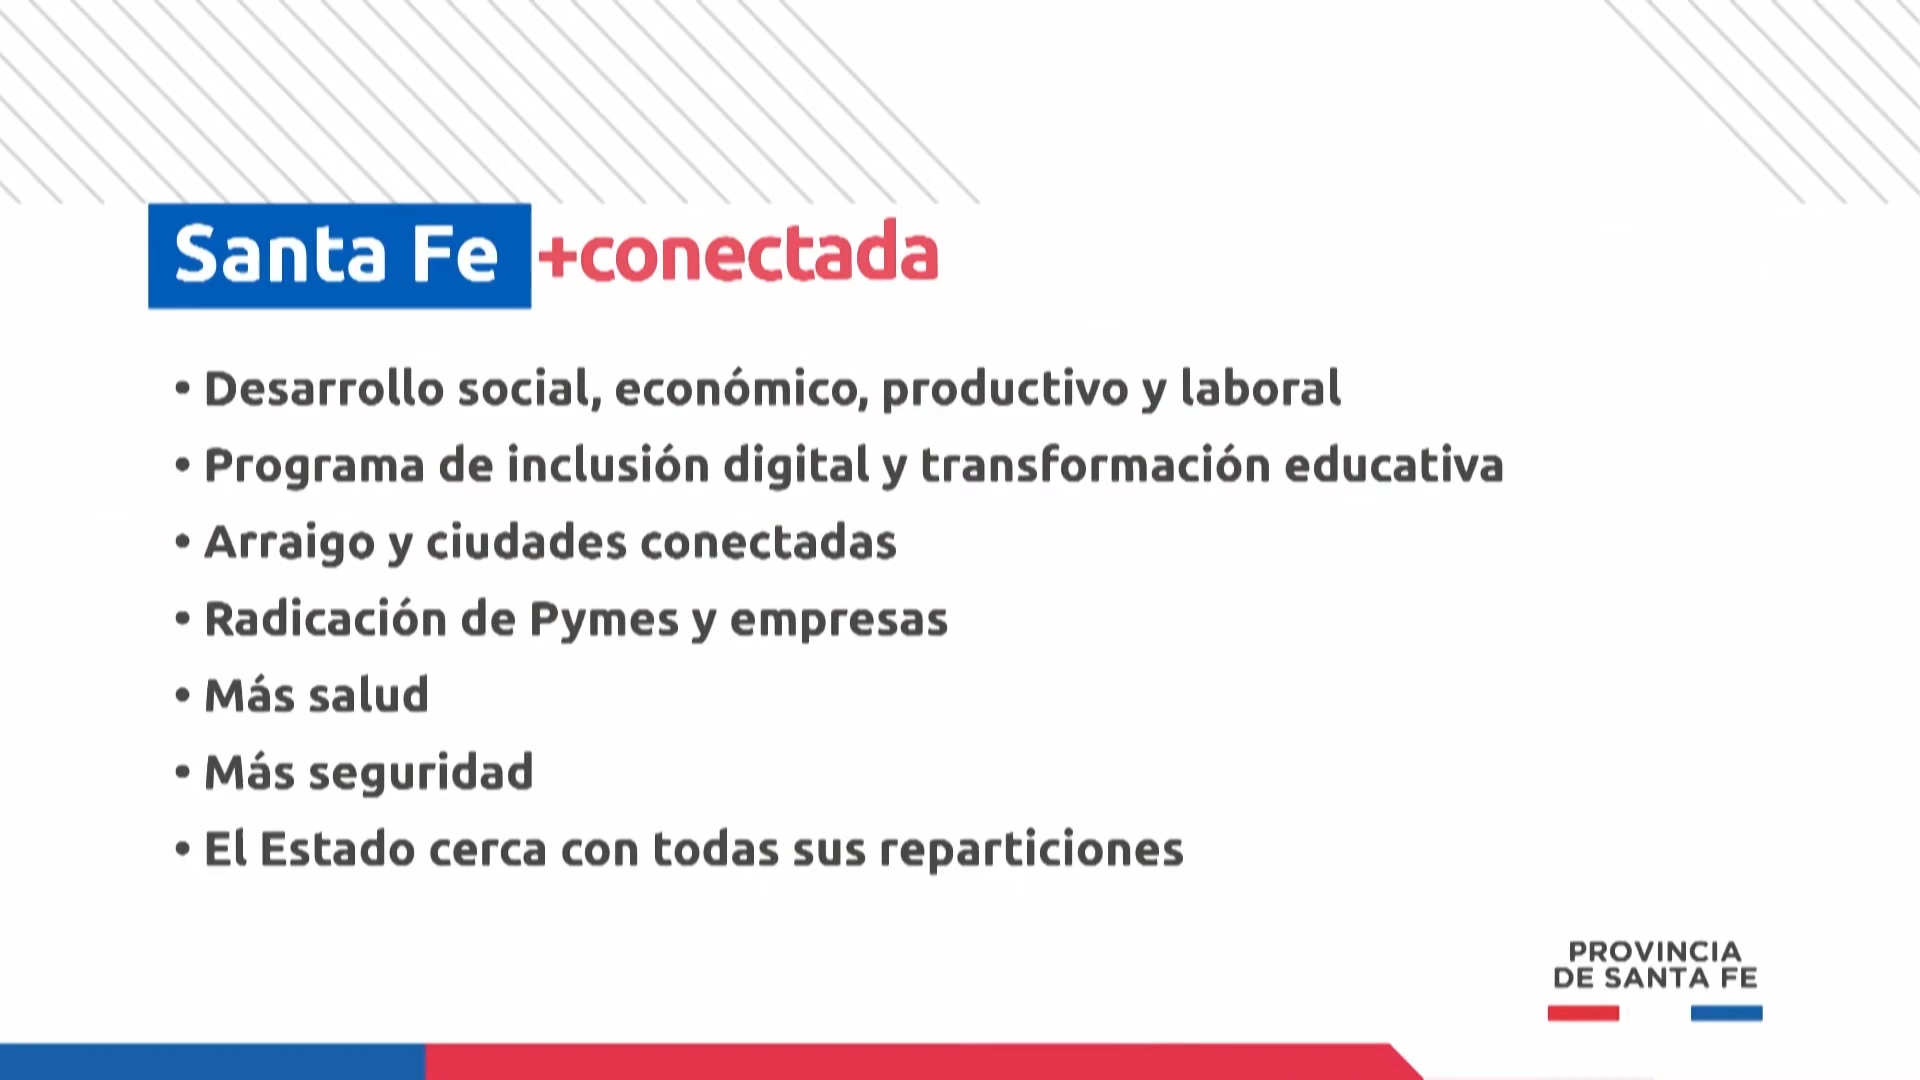 Santa Fe +conectada
• Desarrollo social, económico, productivo y laboral
• Programa de inclusión digital y transformación educativa
• Arraigo y ciudades conectadas
• Radicación de Pymes y empresas
• Más salud
• Más seguridad
• El Estado cerca con todas sus reparticiones
PROVINCIA
DE SANTA FE